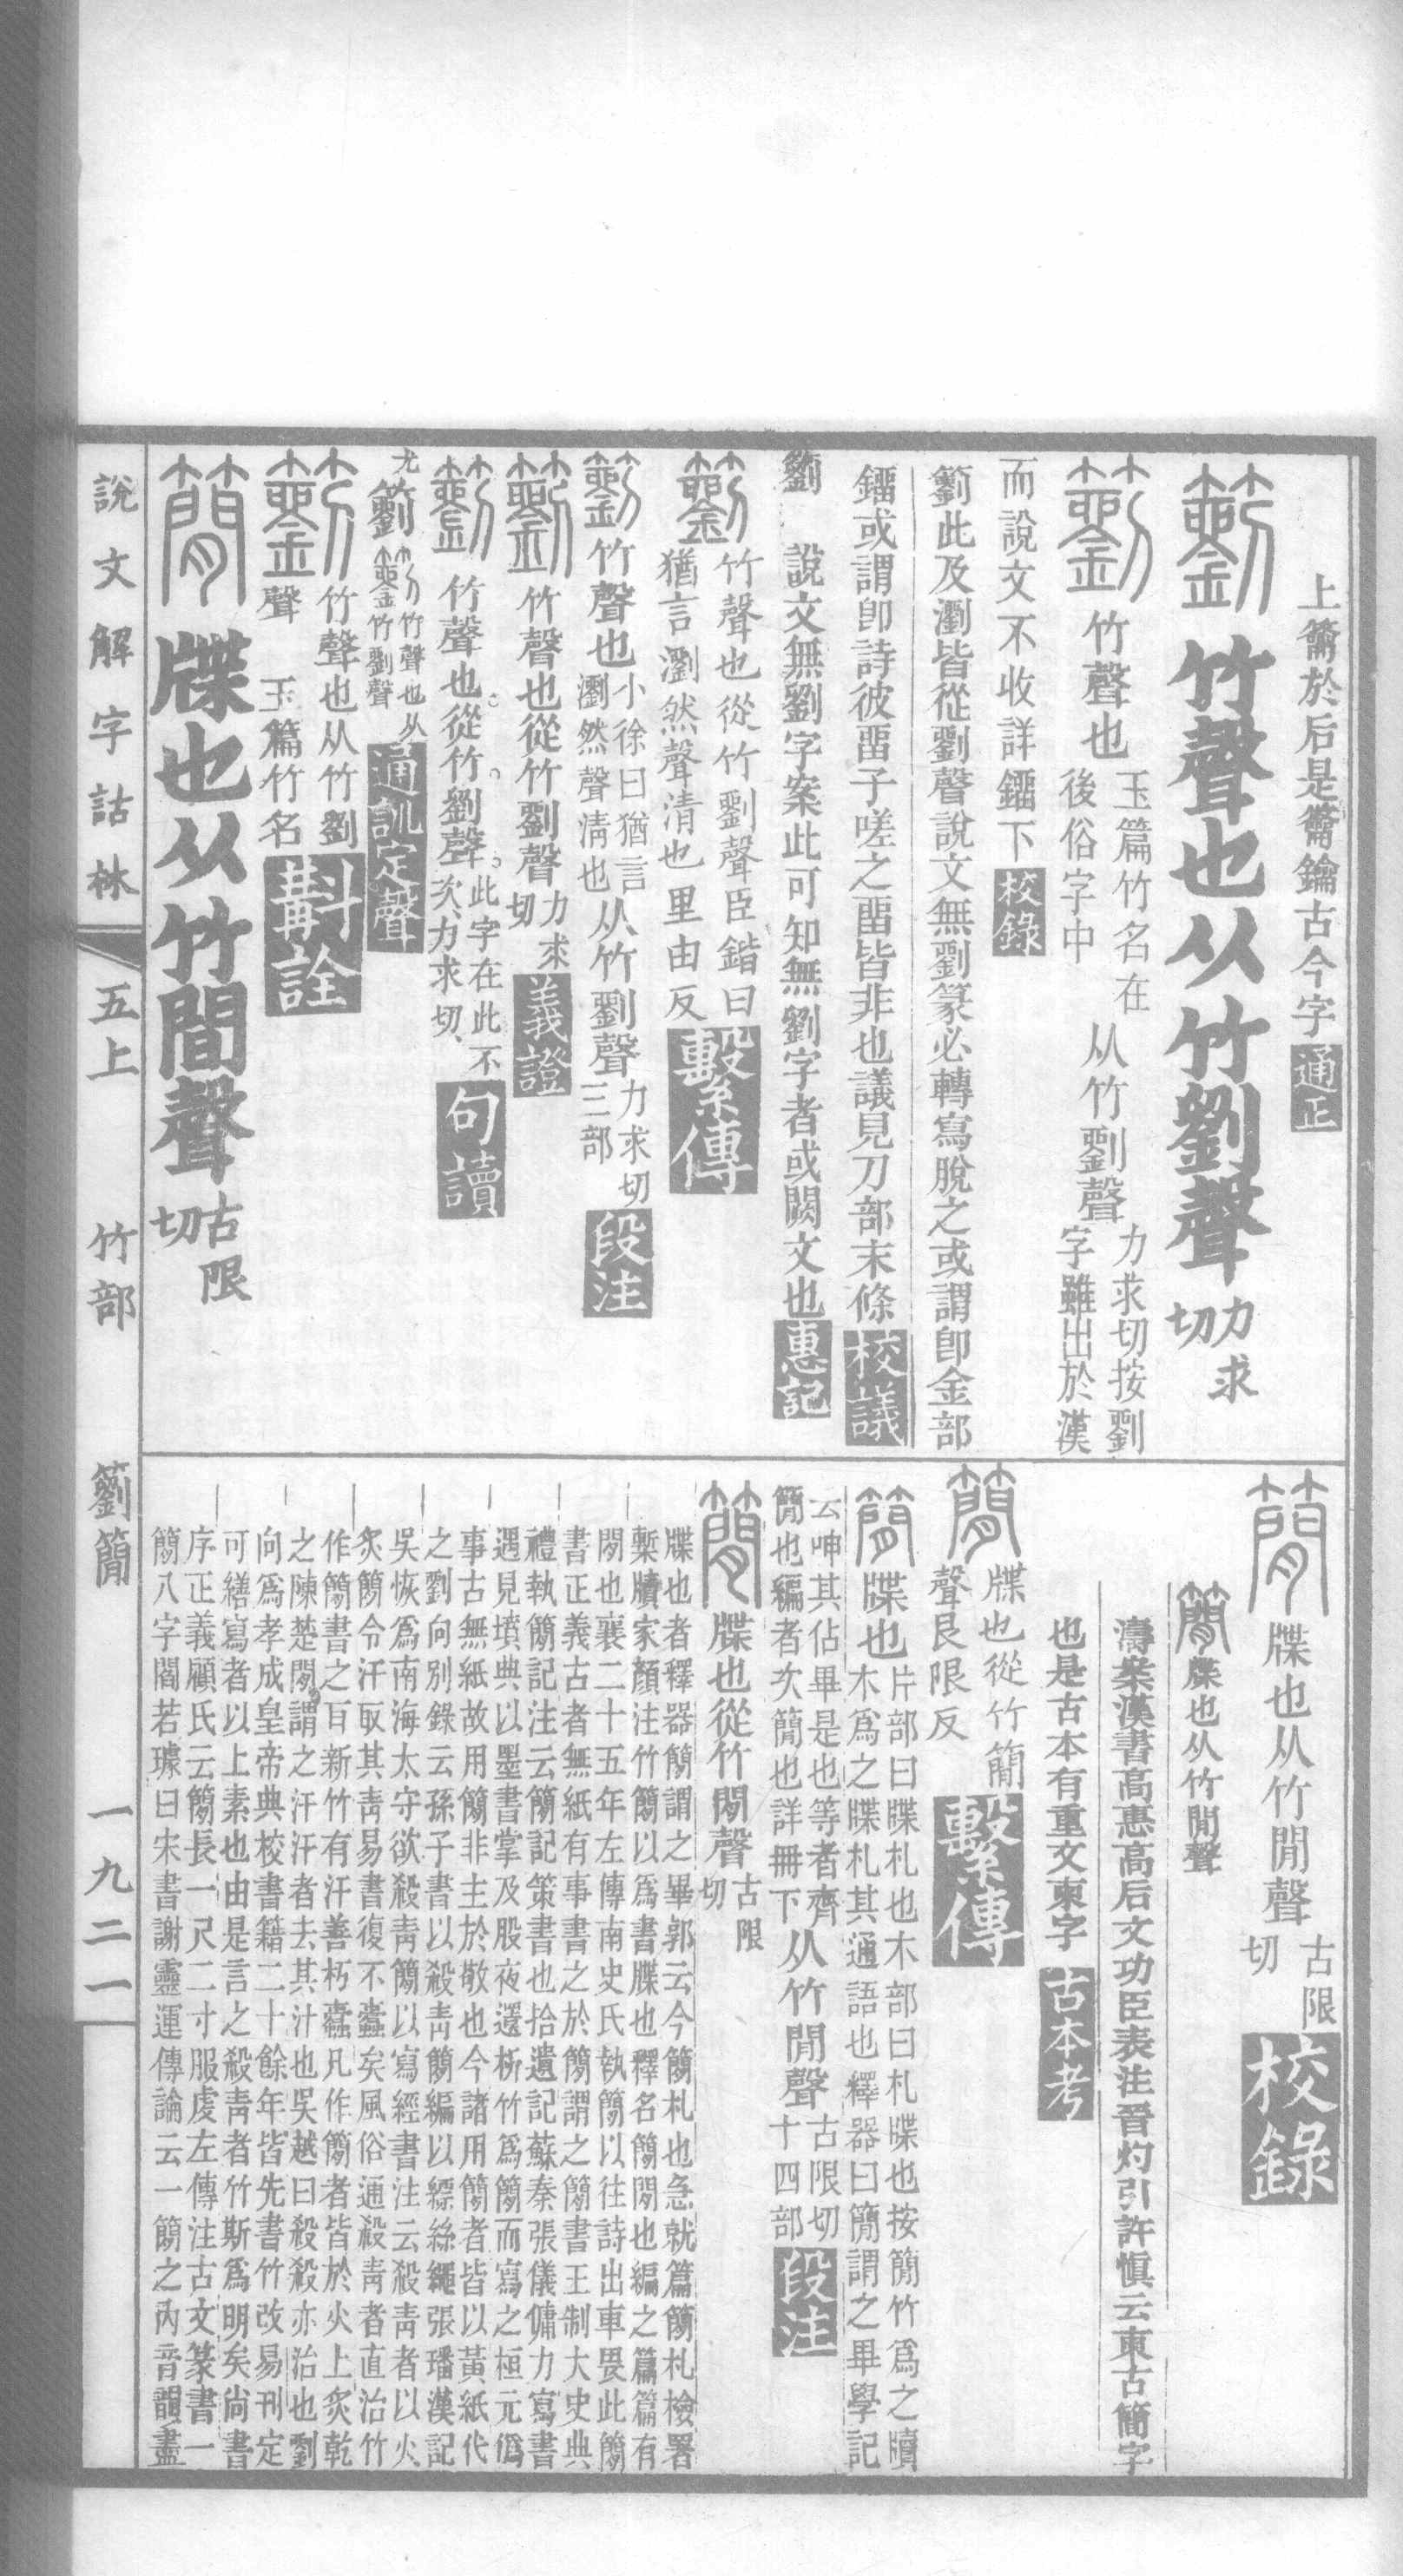 上籥於后是籥鑰古今字通正
竹聲也从竹劉聲力求切
竹聲也玉篇竹名在後俗字中从竹劉聲力求切按劉字雖出於漢
而說文不收詳鐂下校錄
籔此及瀏皆從劉聲說文無劉篆必轉寫脫之或謂卽金部
鐂或謂卽詩彼畱子嗟之畱皆非也議見刀部末條校議
籔說文無劉字案此可知無劉字者或闕文也惠記
竹聲也從竹劉聲臣鍇曰猶言瀏然聲清也里由反繫傳
竹聲也小徐曰猶言瀏然聲清也从竹劉聲力求切三部段注
竹聲也從竹劉聲力求切義證
竹聲也從竹劉聲此字在此不次力求切句讀
尤竹聲也从竹劉聲通訓定聲
竹聲也从竹劉聲玉篇竹名斠詮
簡牒也从竹閒聲古限切
簡牒也从竹閒聲古限切校錄
簡牒也从竹閒聲
濤案漢書高惠高后文功臣表注晉灼引許愼云柬古簡字
也是古本有重文柬字古本考
簡牒也從竹簡聲艮限反繫傳
簡牒也片部曰牒札也木部曰札牒也按簡竹爲之牘
木爲之牒札其通語也釋器曰簡謂之畢學記
云呻其佔畢是也等者齊簡也編者次簡也詳冊下从竹閒聲古限切十四部段注
簡牒也從竹閒聲古限切
牒也者釋器簡謂之畢郭云今簡札也急就篇簡札檢署
槧牘家顏注竹簡以爲書牒也釋名簡閒也編之篇篇有
閒也襄二十五年左傳南史氏執簡以往詩出車畏此簡
書正義古者無紙有事書之於簡謂之簡書王制大史典
禮執簡記注云簡記策書也拾遺記蘇秦張儀傭力寫書
遇見墳典以墨書掌及股夜還析竹爲簡而寫之桓元僞
事古無紙故用簡非主於敬也今諸用簡者皆以黃紙代
之劉向別錄云孫子書以殺靑簡編以縹絲繩張璠漢記
吳恢爲南海太守欲殺靑簡以寫經書注云殺靑者以火
炙簡令汗取其靑易書復不蠹矣風俗通殺靑者直治竹
作簡書之耳新竹有汗善朽蠹凡作簡者皆於火上炙乾
之陳楚閒謂之汗汗者去其汁也吳越曰殺殺亦治也劉
向爲孝成皇帝典校書籍二十餘年皆先書竹改易刊定
可繕寫者以上素也由是言之殺靑者竹斯爲明矣尙書
序正義顧氏云簡長一尺二寸服虔左傳注古文篆書一
簡八字閻若璩曰宋書謝靈運傳論云一簡之內音韻盡
說文解字詁林 五上 竹部 籔簡 一九二一